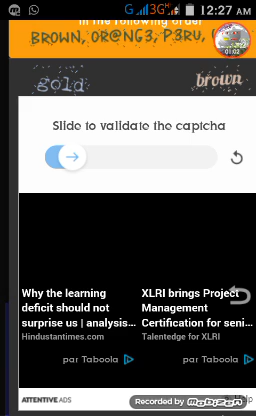 G 3G H 12:27 AM
in the following order
BROWN, OR@NG3, P3RU,
01:02
gold brown
Slide to validate the captcha
Why the learning deficit should not surprise us | analysis...
Hindustantimes.com
XLRI brings Project Management Certification for seni...
Talentedge for XLRI
par Taboola
par Taboola
ATTENTIVE ADS
Recorded by Mobizen